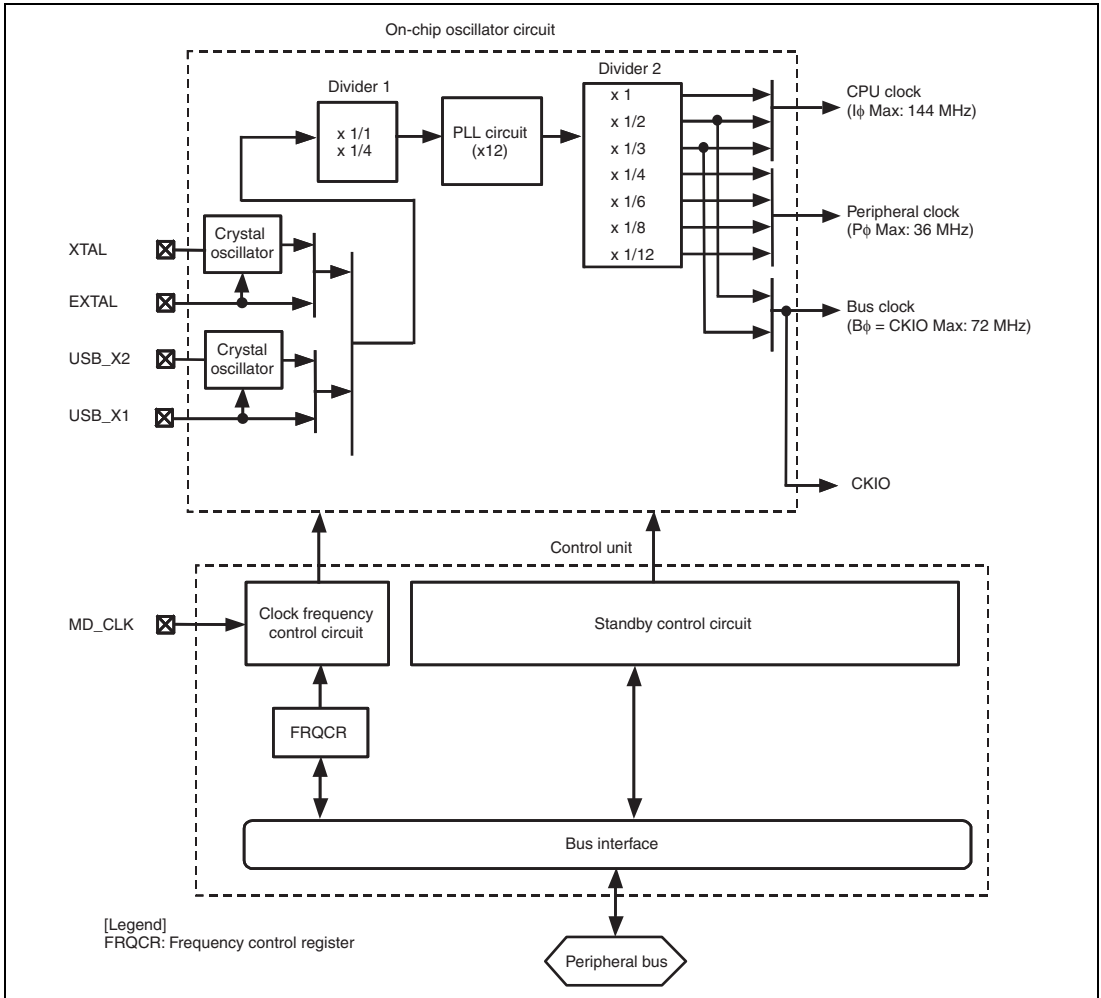 On-chip oscillator circuit
Divider 1
x 1/1
x 1/4
PLL circuit
(x12)
Divider 2
x 1
x 1/2
x 1/3
x 1/4
x 1/6
x 1/8
x 1/12
CPU clock
(Iϕ Max: 144 MHz)
Peripheral clock
(Pϕ Max: 36 MHz)
Bus clock
(Bϕ = CKIO Max: 72 MHz)
CKIO
XTAL
Crystal
oscillator
EXTAL
USB_X2
Crystal
oscillator
USB_X1
Control unit
MD_CLK
Clock frequency
control circuit
Standby control circuit
FRQCR
Bus interface
[Legend]
FRQCR: Frequency control register
Peripheral bus